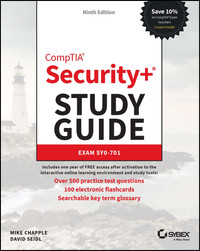 Ninth Edition
Save 10%
on CompTIA® Exam
Vouchers
Coupon Inside!
CompTIA®
Security+®
STUDY
GUIDE
EXAM SY0-701
Includes one year of FREE access after activation to the
interactive online learning environment and study tools:
Over 500 practice test questions
100 electronic flashcards
Searchable key term glossary
MIKE CHAPPLE
DAVID SEIDL
SYBEX
A Wiley Brand